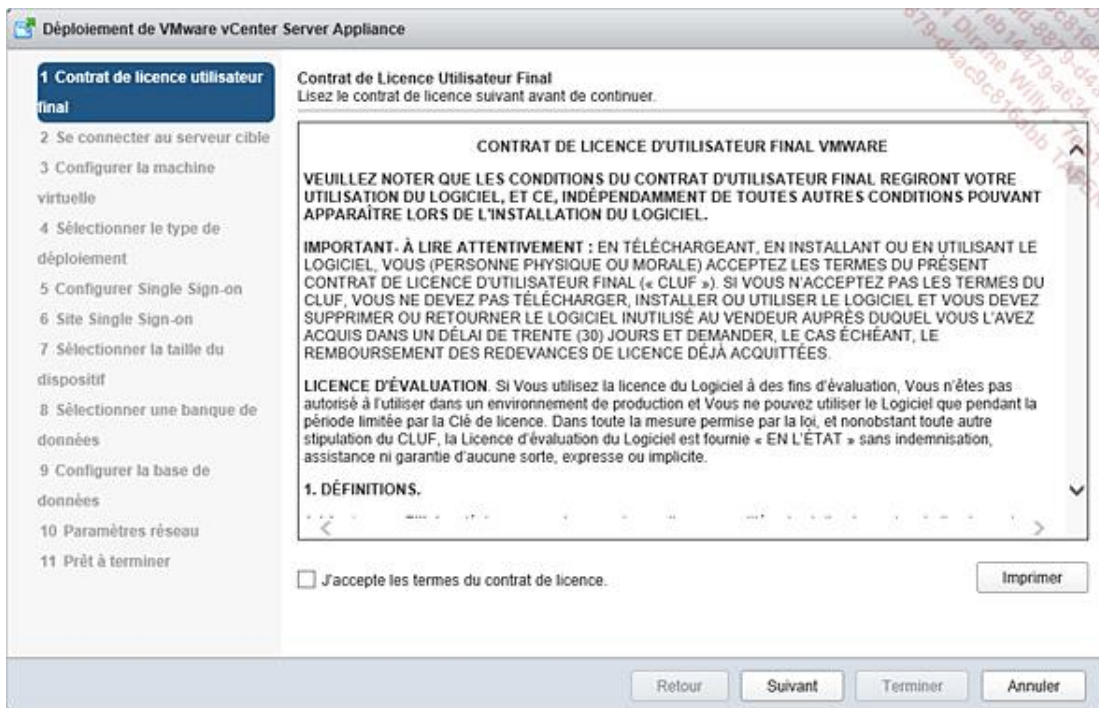 Déploiement de VMware vCenter Server Appliance
1 Contrat de licence utilisateur
final
2 Se connecter au serveur cible
3 Configurer la machine
virtuelle
4 Sélectionner le type de
déploiement
5 Configurer Single Sign-on
6 Site Single Sign-on
7 Sélectionner la taille du
dispositif
8 Sélectionner une banque de
données
9 Configurer la base de
données
10 Paramètres réseau
11 Prêt à terminer
Contrat de Licence Utilisateur Final
Lisez le contrat de licence suivant avant de continuer.
CONTRAT DE LICENCE D'UTILISATEUR FINAL VMWARE
VEUILLEZ NOTER QUE LES CONDITIONS DU CONTRAT D'UTILISATEUR FINAL REGIRONT VOTRE
UTILISATION DU LOGICIEL, ET CE, INDÉPENDAMMENT DE TOUTES AUTRES CONDITIONS POUVANT
APPARAÎTRE LORS DE L'INSTALLATION DU LOGICIEL.
IMPORTANT- À LIRE ATTENTIVEMENT : EN TÉLÉCHARGEANT, EN INSTALLANT OU EN UTILISANT LE
LOGICIEL, VOUS (PERSONNE PHYSIQUE OU MORALE) ACCEPTEZ LES TERMES DU PRÉSENT
CONTRAT DE LICENCE D'UTILISATEUR FINAL (« CLUF »). SI VOUS N'ACCEPTEZ PAS LES TERMES DU
CLUF, VOUS NE DEVEZ PAS TÉLÉCHARGER, INSTALLER OU UTILISER LE LOGICIEL ET VOUS DEVEZ
SUPPRIMER OU RETOURNER LE LOGICIEL INUTILISÉ AU VENDEUR AUPRÈS DUQUEL VOUS L'AVEZ
ACQUIS DANS UN DÉLAI DE TRENTE (30) JOURS ET DEMANDER, LE CAS ÉCHÉANT, LE
REMBOURSEMENT DES REDEVANCES DE LICENCE DÉJÀ ACQUITTÉES.
LICENCE D'ÉVALUATION. Si Vous utilisez la licence du Logiciel à des fins d'évaluation, Vous n'êtes pas
autorisé à l'utiliser dans un environnement de production et Vous ne pouvez utiliser le Logiciel que pendant la
période limitée par la Clé de licence. Dans toute la mesure permise par la loi, et nonobstant toute autre
stipulation du CLUF, la Licence d'évaluation du Logiciel est fournie « EN L'ÉTAT » sans indemnisation,
assistance ni garantie d'aucune sorte, expresse ou implicite.
1. DÉFINITIONS.
J'accepte les termes du contrat de licence.
Imprimer
Retour
Suivant
Terminer
Annuler